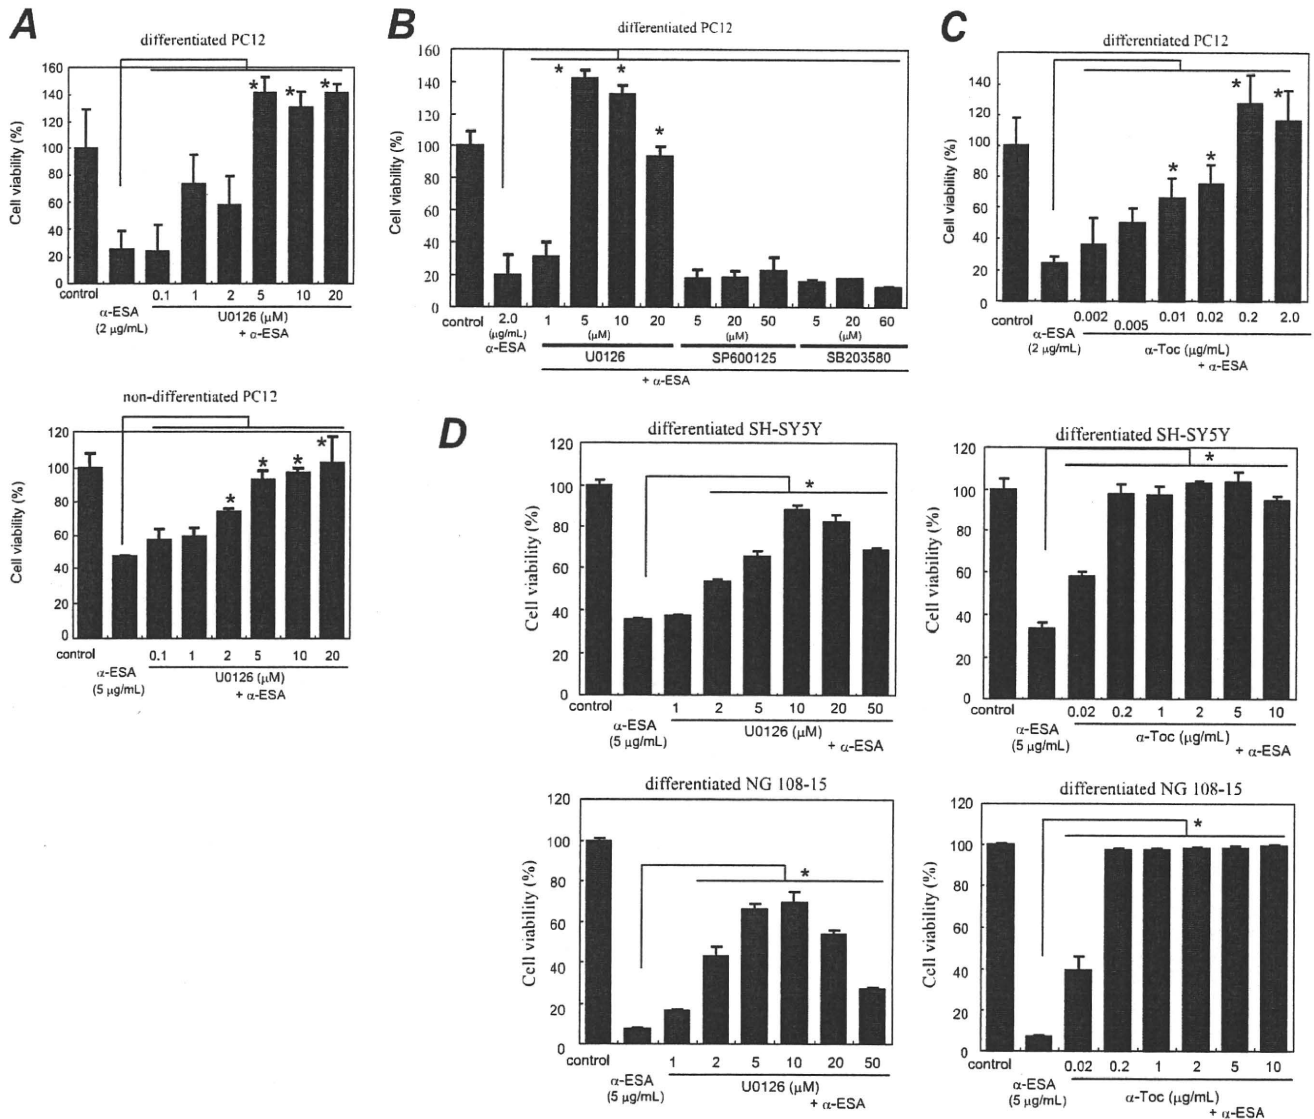 A
differentiated PC12
Cell viability (%)
160
140
120
100
80
60
40
20
0
* * *
control
α-ESA
(2 μg/mL)
0.1 1 2 5 10 20
U0126 (μM)
+ α-ESA
non-differentiated PC12
Cell viability (%)
120
100
80
60
40
20
0
* * * *
control
α-ESA
(5 μg/mL)
0.1 1 2 5 10 20
U0126 (μM)
+ α-ESA
B
differentiated PC12
Cell viability (%)
160
140
120
100
80
60
40
20
0
* * *
control 2.0 1 5 10 20 5 20 50 5 20 60
(μg/mL) (μM) (μM) (μM)
α-ESA U0126 SP600125 SB203580
+ α-ESA
C
differentiated PC12
Cell viability (%)
140
120
100
80
60
40
20
0
* * * *
control
α-ESA
(2 μg/mL)
0.002 0.005 0.01 0.02 0.2 2.0
α-Toc (μg/mL)
+ α-ESA
D
differentiated SH-SY5Y
Cell viability (%)
120
100
80
60
40
20
0
*
control
α-ESA
(5 μg/mL)
1 2 5 10 20 50
U0126 (μM)
+ α-ESA
differentiated SH-SY5Y
Cell viability (%)
120
100
80
60
40
20
0
*
control
α-ESA
(5 μg/mL)
0.02 0.2 1 2 5 10
α-Toc (μg/mL)
+ α-ESA
differentiated NG 108-15
Cell viability (%)
120
100
80
60
40
20
0
*
control
α-ESA
(5 μg/mL)
1 2 5 10 20 50
U0126 (μM)
+ α-ESA
differentiated NG 108-15
Cell viability (%)
120
100
80
60
40
20
0
*
control
α-ESA
(5 μg/mL)
0.02 0.2 1 2 5 10
α-Toc (μg/mL)
+ α-ESA